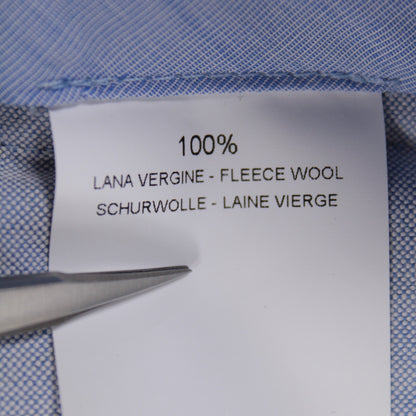 100%
LANA VERGINE - FLEECE WOOL
SCHURWOLLE - LAINE VIERGE